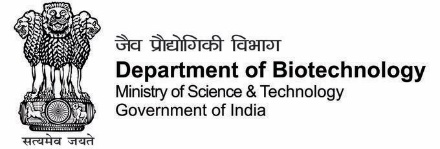 जैव प्रौद्योगिकी विभाग
Department of Biotechnology
Ministry of Science & Technology
Government of India
सत्यमेव जयते